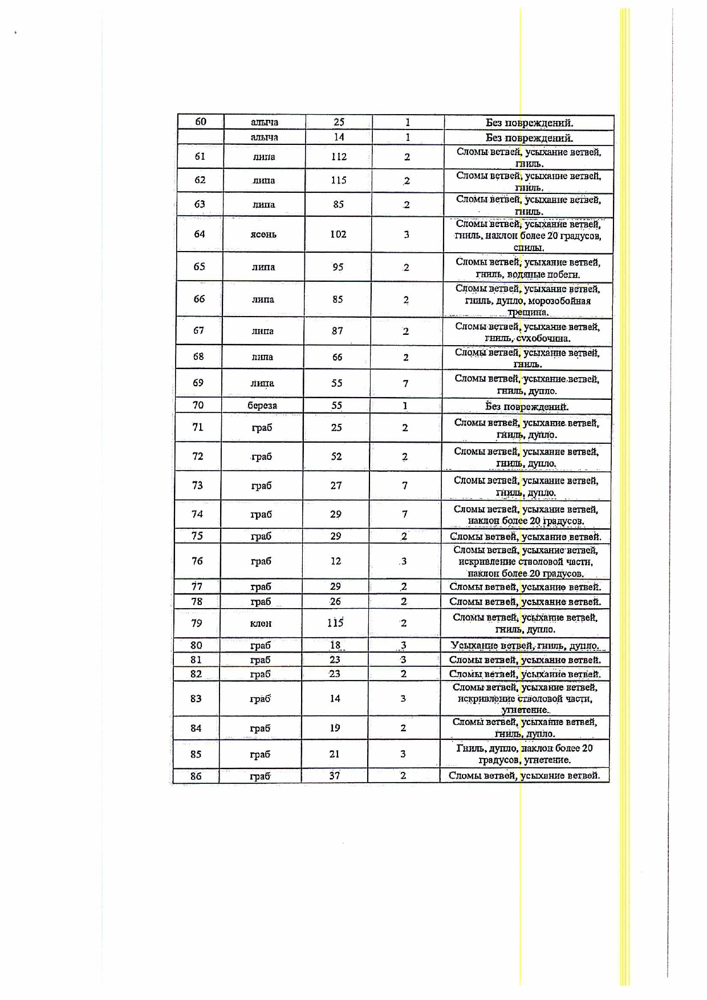 60 алыча 25 1 Без повреждений.
алыча 14 1 Без повреждений.
61 липа 112 2 Сломы ветвей, усыхание ветвей,
гниль.
62 липа 115 2 Сломы ветвей, усыхание ветвей,
гниль.
63 липа 85 2 Сломы ветвей, усыхание ветвей,
гниль.
64 ясень 102 3 Сломы ветвей, усыхание ветвей,
гниль, наклон более 20 градусов,
спилы.
65 липа 95 2 Сломы ветвей, усыхание ветвей,
гниль, водяные побеги.
66 липа 85 2 Сломы ветвей, усыхание ветвей,
гниль, дупло, морозобойная
трещина.
67 липа 87 2 Сломы ветвей, усыхание ветвей,
гниль, сухобочина.
68 липа 66 2 Сломы ветвей, усыхание ветвей,
гниль.
69 липа 55 7 Сломы ветвей, усыхание ветвей,
гниль, дупло.
70 береза 55 1 Без повреждений.
71 граб 25 2 Сломы ветвей, усыхание ветвей,
гниль, дупло.
72 граб 52 2 Сломы ветвей, усыхание ветвей,
гниль, дупло.
73 граб 27 7 Сломы ветвей, усыхание ветвей,
гниль, дупло.
74 граб 29 7 Сломы ветвей, усыхание ветвей,
наклон более 20 градусов.
75 граб 29 2 Сломы ветвей, усыхание ветвей.
76 граб 12 3 Сломы ветвей, усыхание ветвей,
искривление стволовой части,
наклон более 20 градусов.
77 граб 29 2 Сломы ветвей, усыхание ветвей.
78 граб 26 2 Сломы ветвей, усыхание ветвей.
79 клен 115 2 Сломы ветвей, усыхание ветвей,
гниль, дупло.
80 граб 18 3 Усыхание ветвей, гниль, дупло.
81 граб 23 3 Сломы ветвей, усыхание ветвей.
82 граб 23 2 Сломы ветвей, усыхание ветвей.
83 граб 14 3 Сломы ветвей, усыхание ветвей,
искривление стволовой части,
угнетение.
84 граб 19 2 Сломы ветвей, усыхание ветвей,
гниль, дупло.
85 граб 21 3 Гниль, дупло, наклон более 20
градусов, угнетение.
86 граб 37 2 Сломы ветвей, усыхание ветвей.